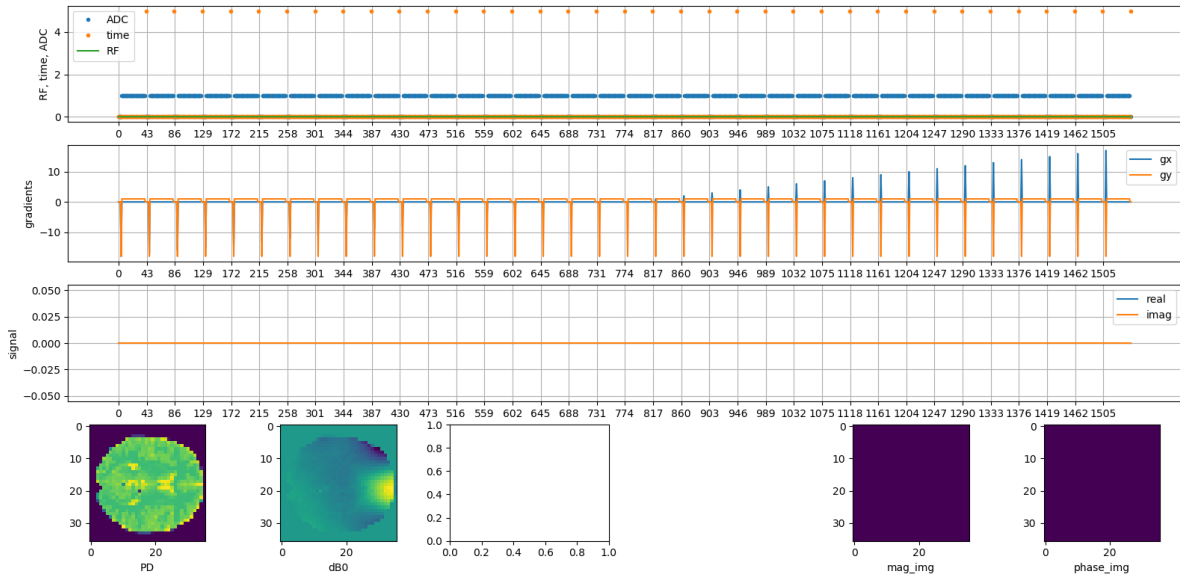 ADC
time
RF
RF, time, ADC
4
2
0
0 43 86 129 172 215 258 301 344 387 430 473 516 559 602 645 688 731 774 817 860 903 946 989 1032 1075 1118 1161 1204 1247 1290 1333 1376 1419 1462 1505
gx
gy
gradients
10
0
−10
0 43 86 129 172 215 258 301 344 387 430 473 516 559 602 645 688 731 774 817 860 903 946 989 1032 1075 1118 1161 1204 1247 1290 1333 1376 1419 1462 1505
real
imag
signal
0.050
0.025
0.000
−0.025
−0.050
0 43 86 129 172 215 258 301 344 387 430 473 516 559 602 645 688 731 774 817 860 903 946 989 1032 1075 1118 1161 1204 1247 1290 1333 1376 1419 1462 1505
0
10
20
30
0 20
PD
0
10
20
30
0 20
dB0
1.0
0.8
0.6
0.4
0.2
0.0
0.0 0.2 0.4 0.6 0.8 1.0
0
10
20
30
0 20
mag_img
0
10
20
30
0 20
phase_img